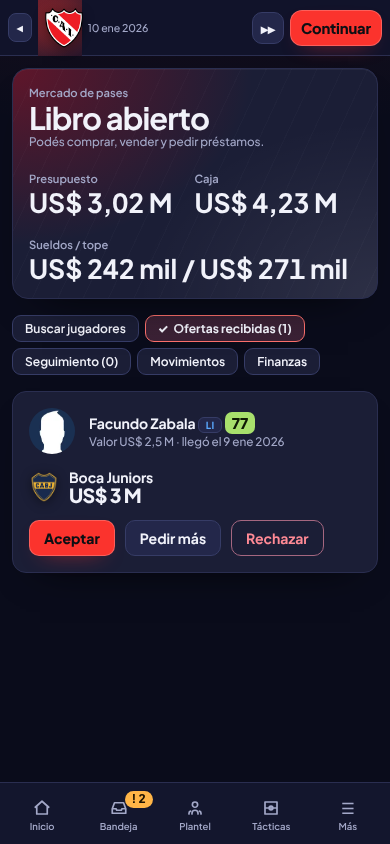 ◂
C.A.I.
10 ene 2026
▸▸
Continuar
Mercado de pases
Libro abierto
Podés comprar, vender y pedir préstamos.
Presupuesto
Caja
US$ 3,02 M
US$ 4,23 M
Sueldos / tope
US$ 242 mil / US$ 271 mil
Buscar jugadores
✓ Ofertas recibidas (1)
Seguimiento (0)
Movimientos
Finanzas
Facundo Zabala LI 77
Valor US$ 2,5 M · llegó el 9 ene 2026
CABJ
Boca Juniors
US$ 3 M
Aceptar
Pedir más
Rechazar
! 2
Inicio
Bandeja
Plantel
Tácticas
Más